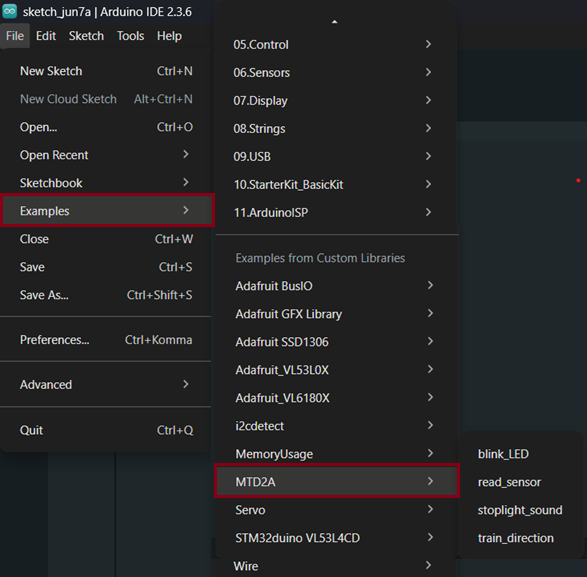 sketch_jun7a | Arduino IDE 2.3.6
File Edit Sketch Tools Help
New Sketch Ctrl+N
New Cloud Sketch Alt+Ctrl+N
Open... Ctrl+O
Open Recent
Sketchbook
Examples
Close Ctrl+W
Save Ctrl+S
Save As... Ctrl+Shift+S
Preferences... Ctrl+Komma
Advanced
Quit Ctrl+Q
05.Control
06.Sensors
07.Display
08.Strings
09.USB
10.StarterKit_BasicKit
11.ArduinoISP
Examples from Custom Libraries
Adafruit BusIO
Adafruit GFX Library
Adafruit SSD1306
Adafruit_VL53L0X
Adafruit_VL6180X
i2cdetect
MemoryUsage
MTD2A
Servo
STM32duino VL53L4CD
Wire
blink_LED
read_sensor
stoplight_sound
train_direction